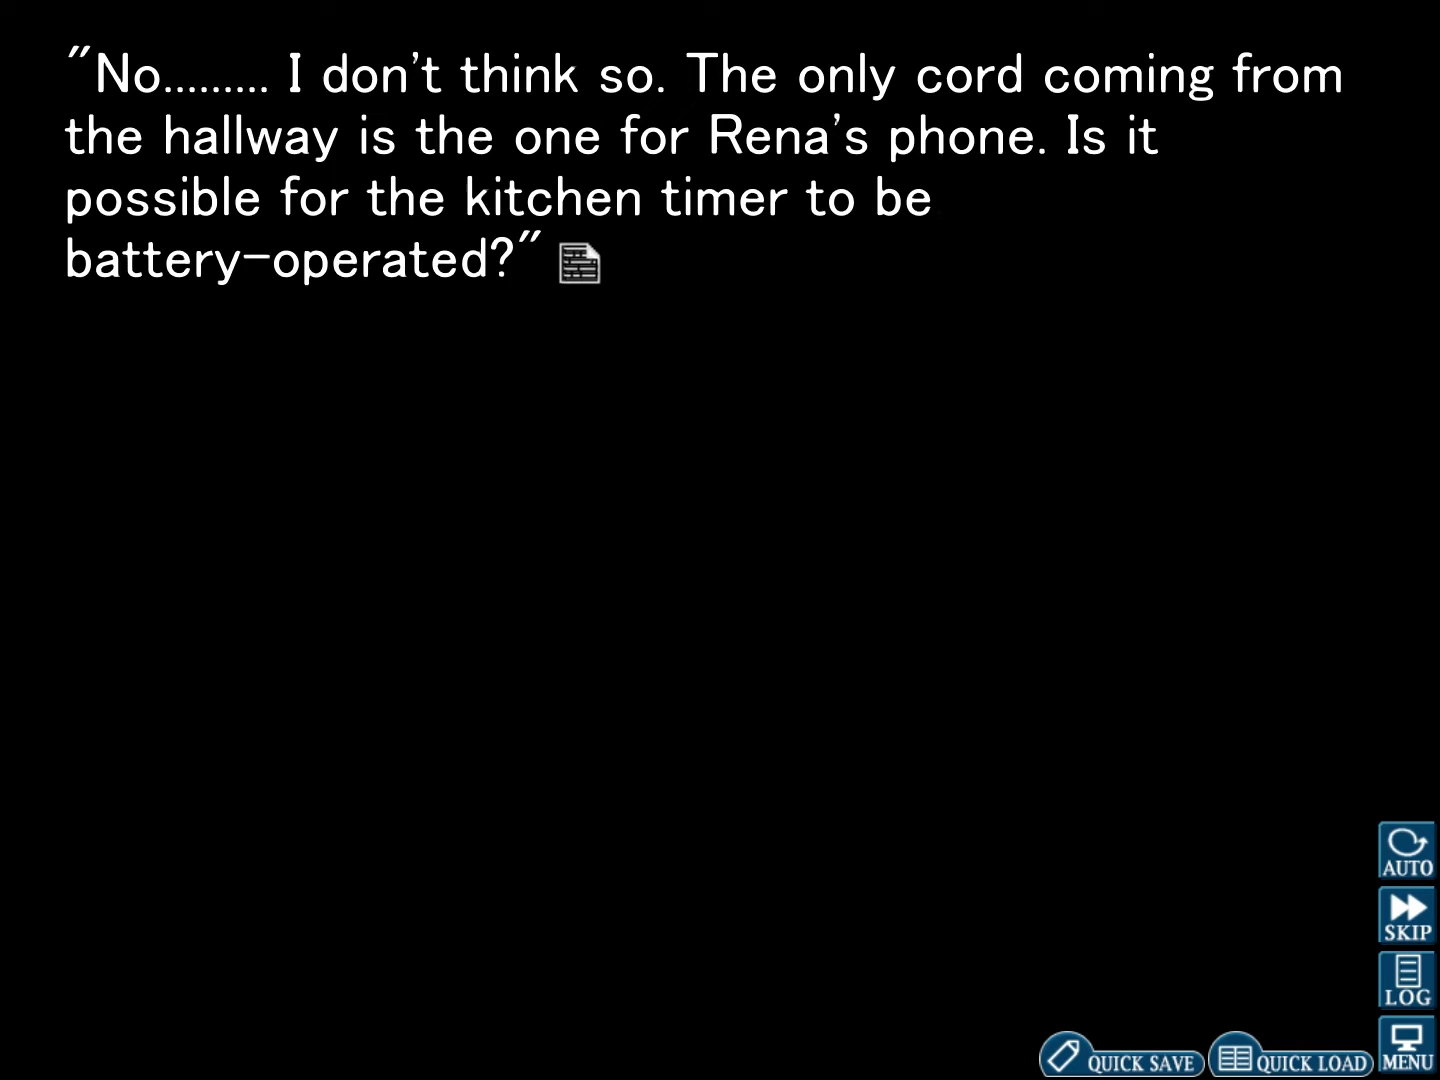 "No......... I don't think so. The only cord coming from
the hallway is the one for Rena's phone. Is it
possible for the kitchen timer to be
battery-operated?"
AUTO
SKIP
LOG
QUICK SAVE
QUICK LOAD
MENU